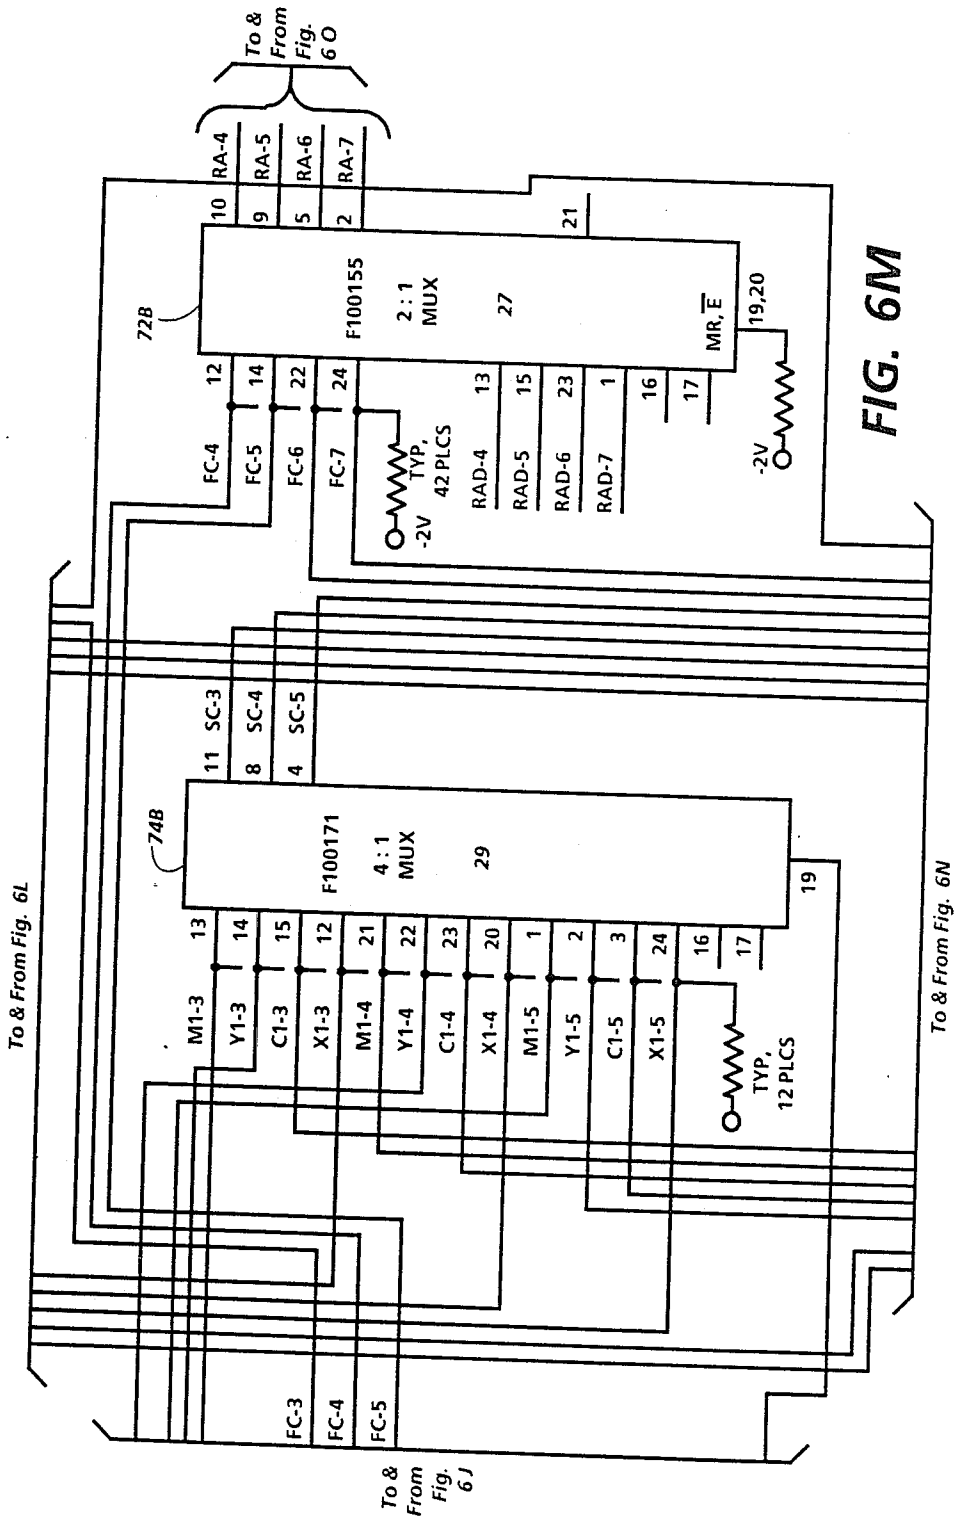 To & From Fig. 6L
To &
From
Fig.
6J
FC-3
FC-4
FC-5
M1-3 13
Y1-3 14
C1-3 15
X1-3 12
M1-4 21
Y1-4 22
C1-4 23
X1-4 20
M1-5 1
Y1-5 2
C1-5 3
X1-5 24
16
17
TYP,
12 PLCS
74B
F100171
4 : 1
MUX
29
19
11 SC-3
8 SC-4
4 SC-5
FC-4 12
FC-5 14
FC-6 22
FC-7 24
-2V
TYP,
42 PLCS
RAD-4 13
RAD-5 15
RAD-6 23
RAD-7 1
16
17
72B
F100155
2 : 1
MUX
27
MR, E
19,20
-2V
10 RA-4
9 RA-5
5 RA-6
2 RA-7
21
To &
From
Fig.
6 O
To & From Fig. 6N
FIG. 6M